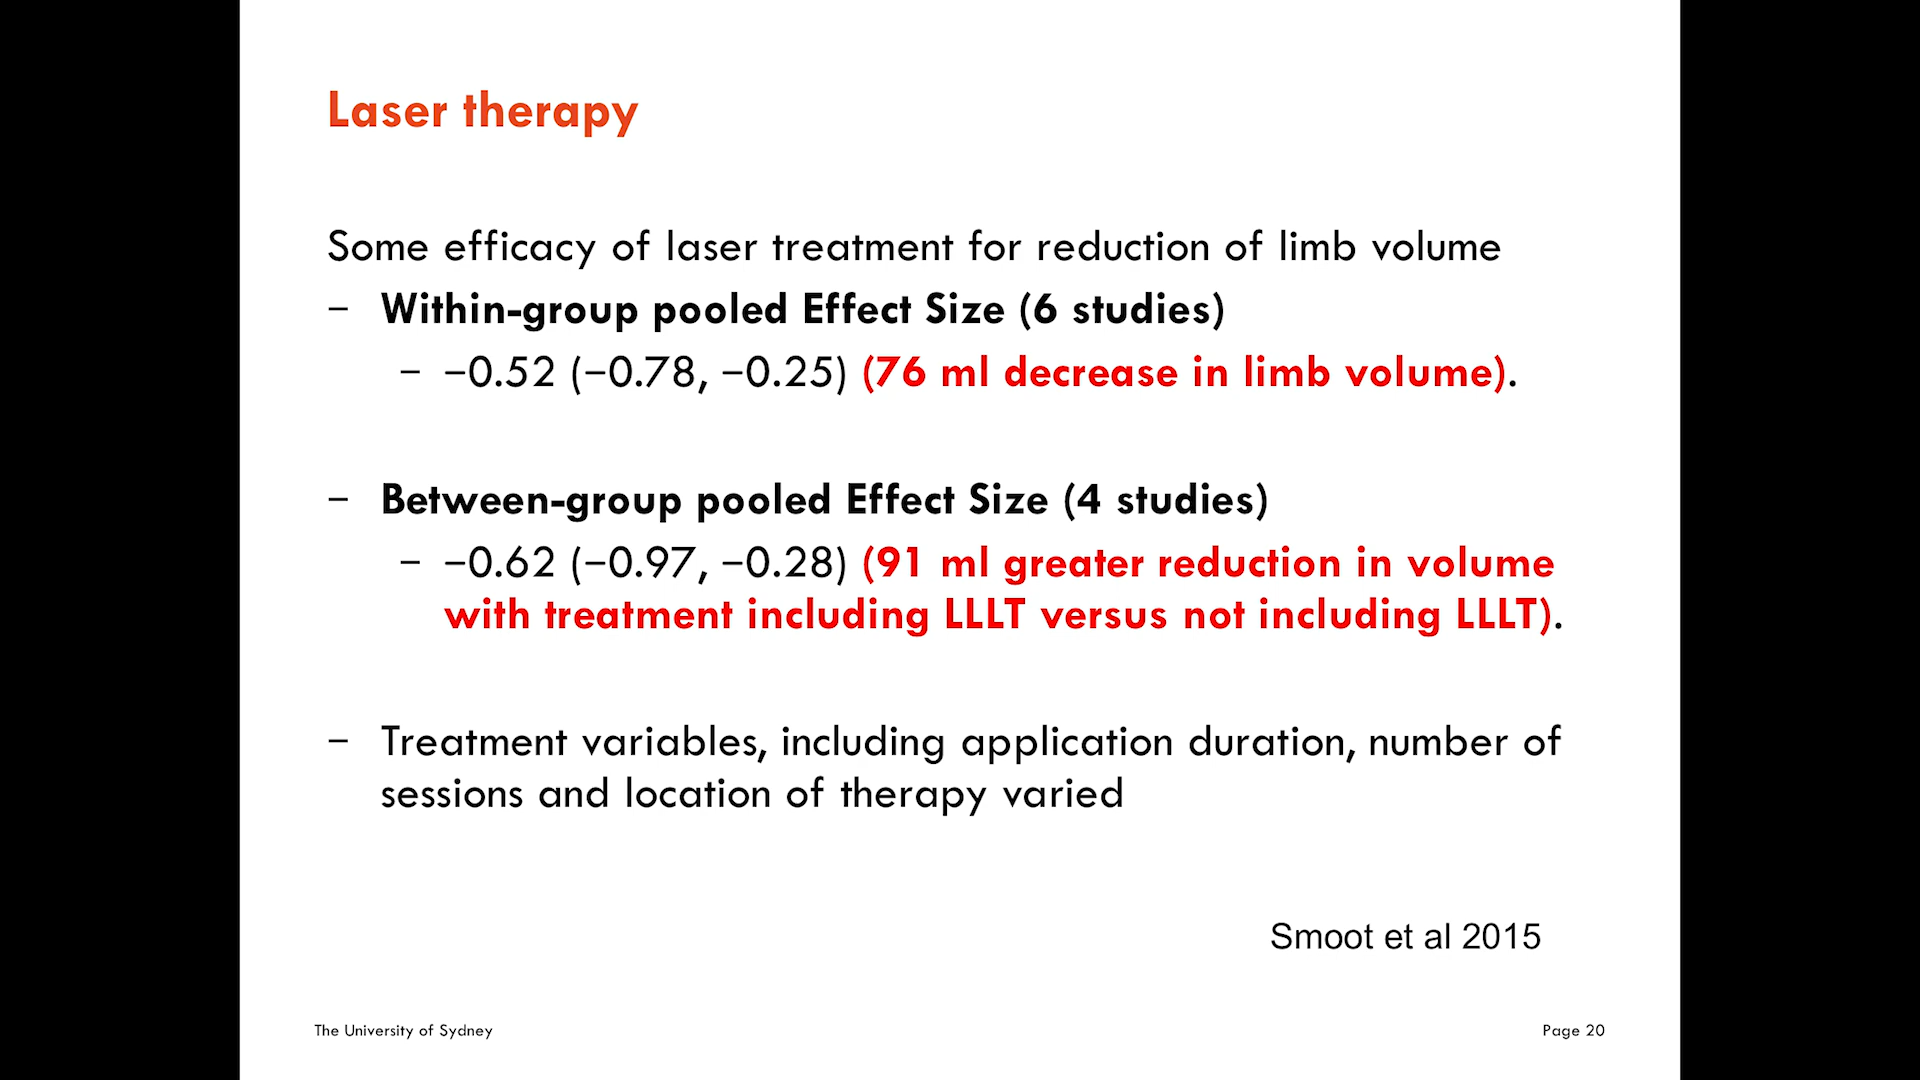 Laser therapy
Some efficacy of laser treatment for reduction of limb volume
– Within-group pooled Effect Size (6 studies)
– −0.52 (−0.78, −0.25) (76 ml decrease in limb volume).
– Between-group pooled Effect Size (4 studies)
– −0.62 (−0.97, −0.28) (91 ml greater reduction in volume
with treatment including LLLT versus not including LLLT).
– Treatment variables, including application duration, number of
sessions and location of therapy varied
Smoot et al 2015
The University of Sydney
Page 20